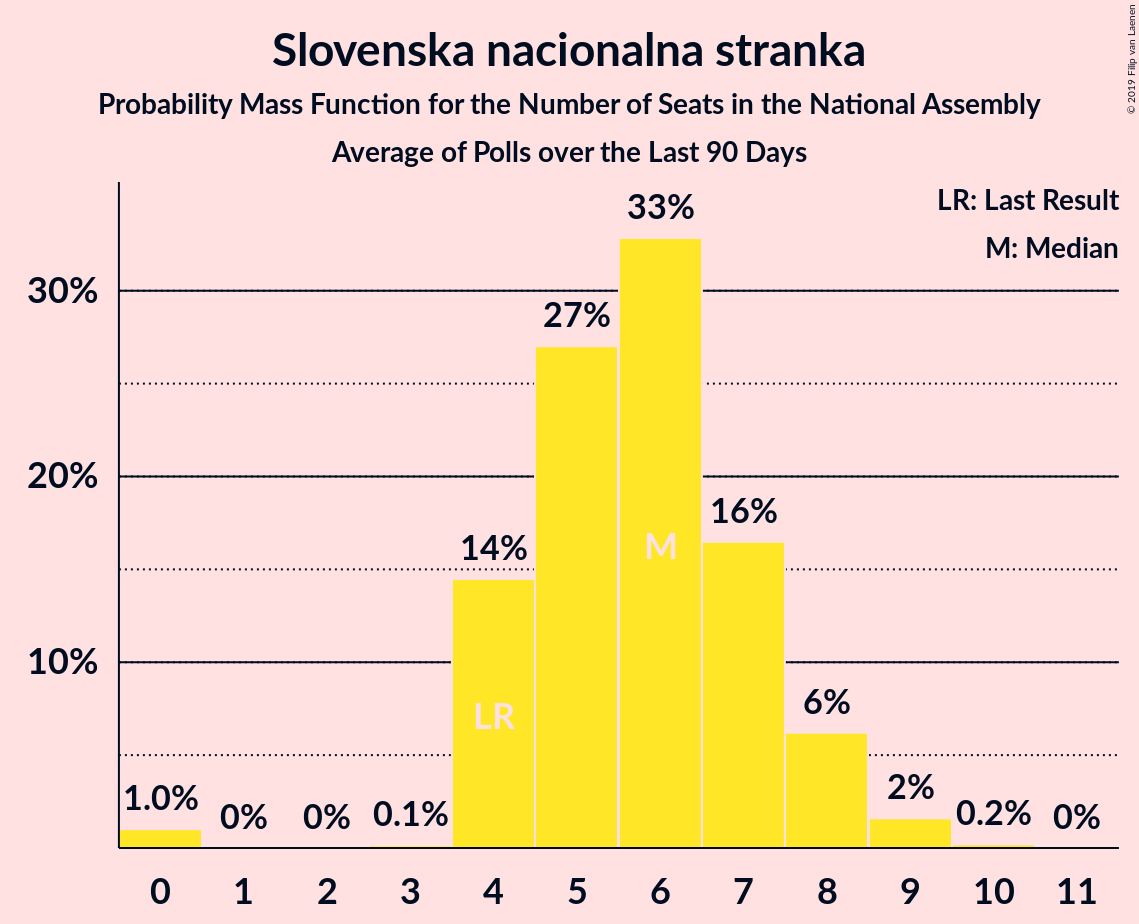 Slovenska nacionalna stranka
Probability Mass Function for the Number of Seats in the National Assembly
Average of Polls over the Last 90 Days
© 2019 Filip van Laenen
LR: Last Result
M: Median
33%
30%
27%
20%
16%
14%
M
10%
LR
6%
1.0% 0% 0% 0.1% 2% 0.2% 0%
0 1 2 3 4 5 6 7 8 9 10 11